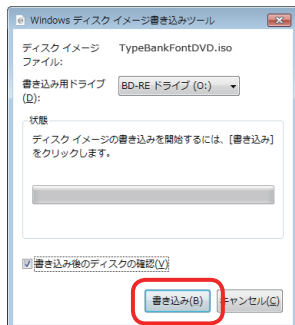 Windows ディスク イメージ書き込みツール
ディスク イメージ TypeBankFontDVD.iso
ファイル:
書き込み用ドライブ BD-RE ドライブ (O:)
(D):
状態
ディスク イメージの書き込みを開始するには、[書き込み]
をクリックします。
書き込み後のディスクの確認(V)
書き込み(B) キャンセル(C)